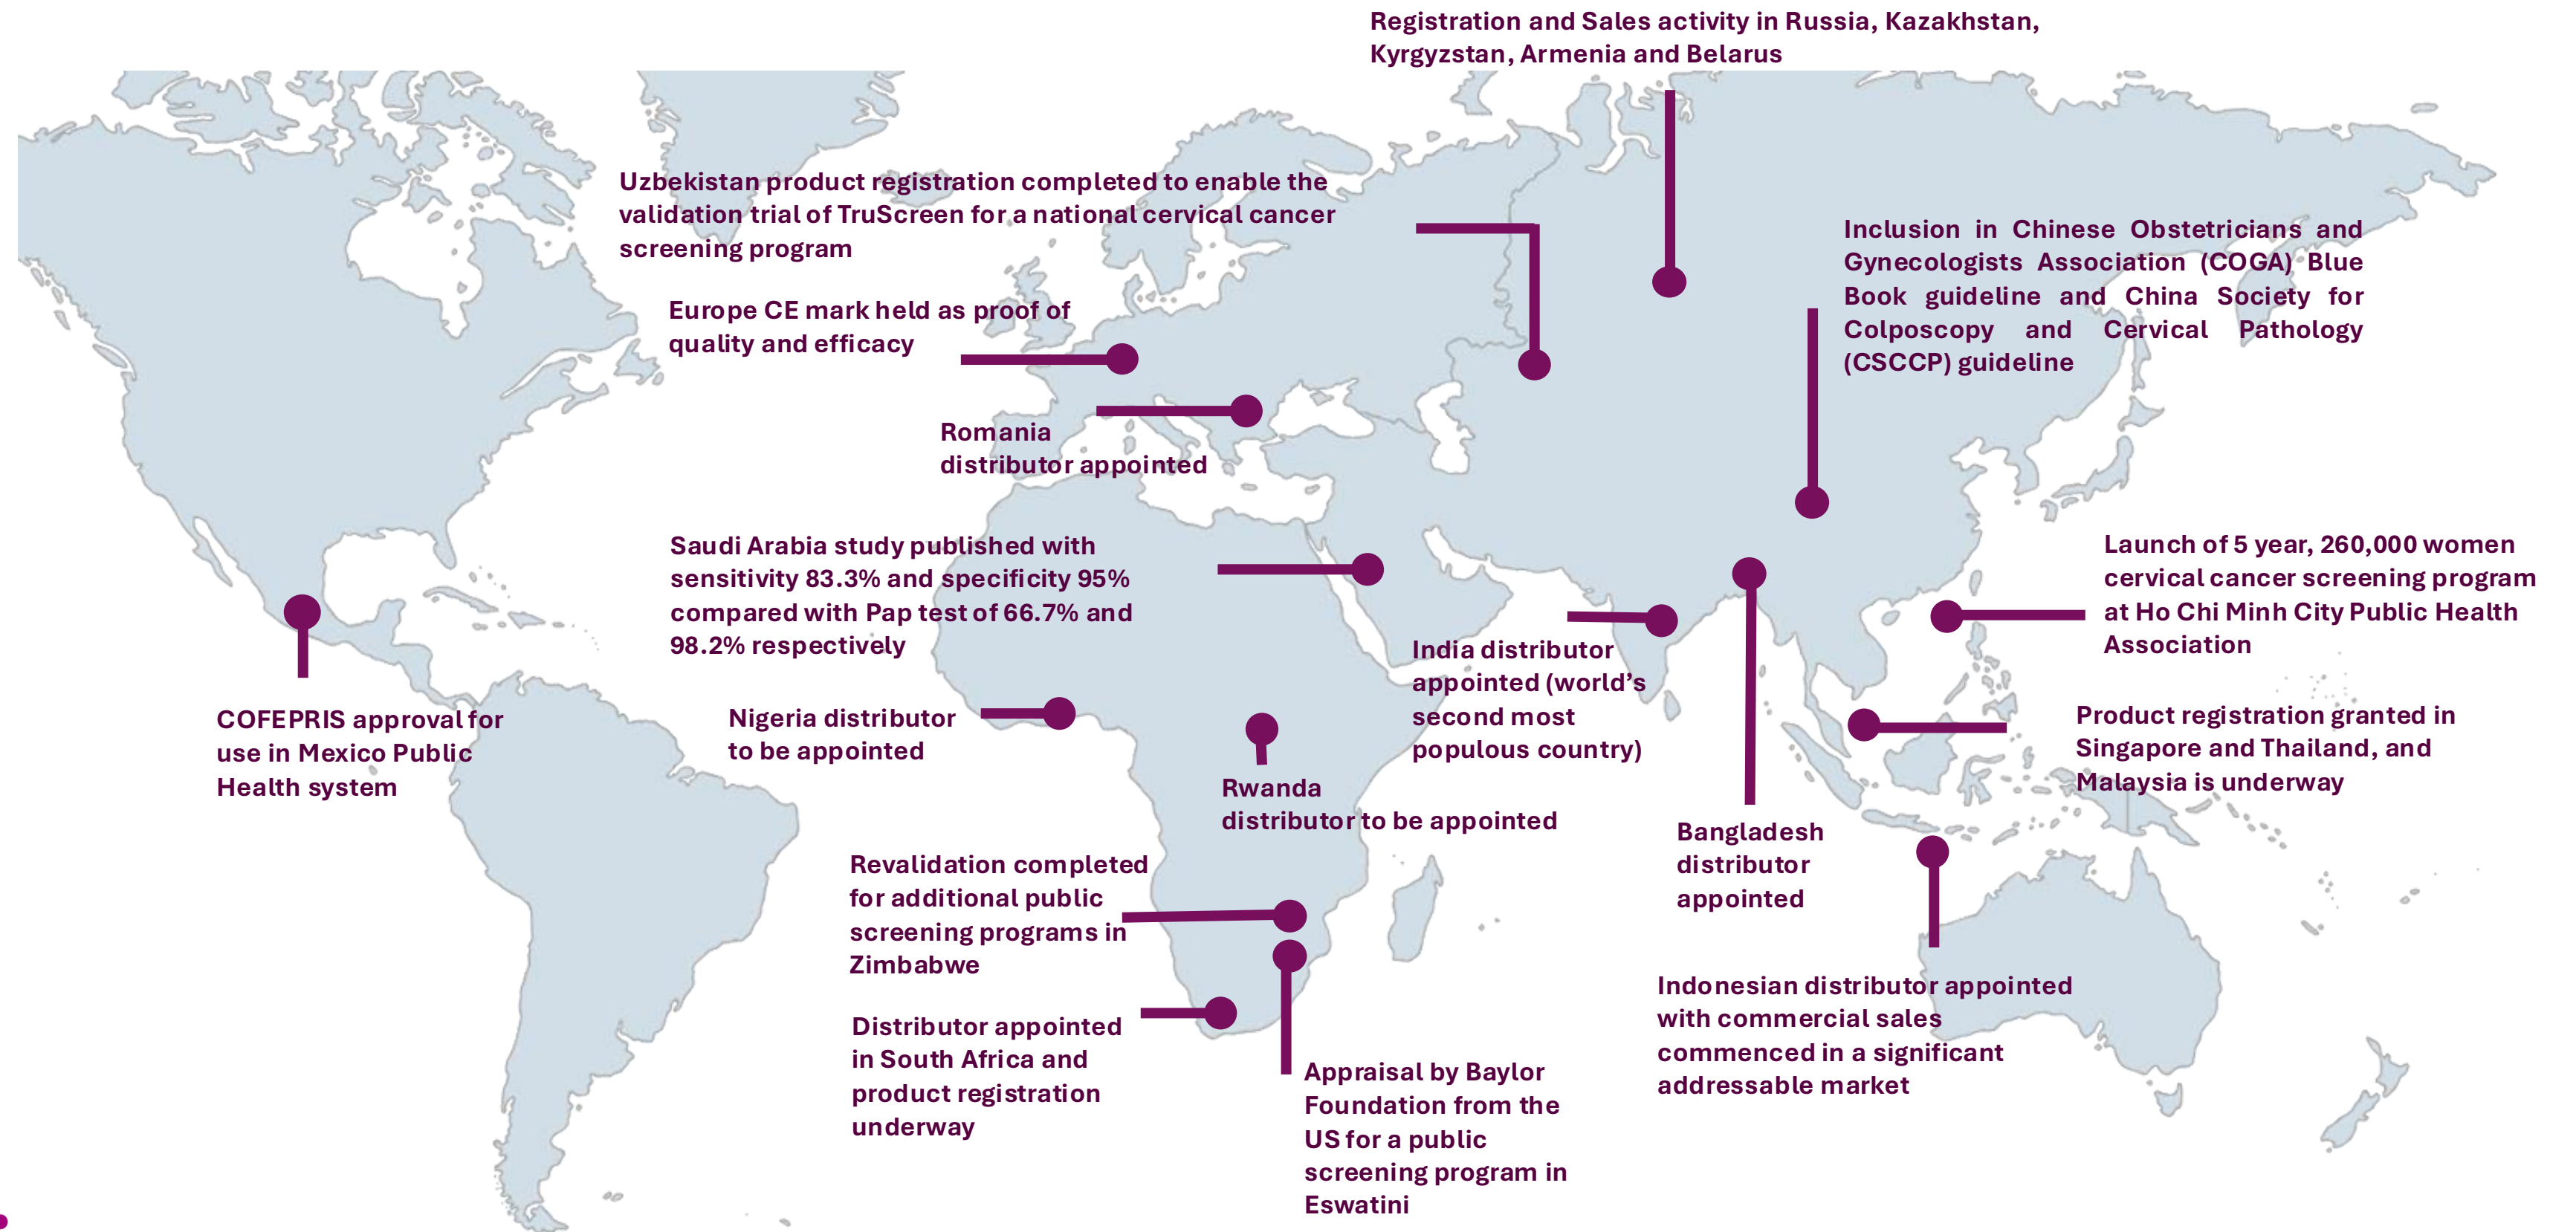 Registration and Sales activity in Russia, Kazakhstan,
Kyrgyzstan, Armenia and Belarus
Uzbekistan product registration completed to enable the
validation trial of TruScreen for a national cervical cancer
screening program
Inclusion in Chinese Obstetricians and
Gynecologists Association (COGA) Blue
Book guideline and China Society for
Colposcopy and Cervical Pathology
(CSCCP) guideline
Europe CE mark held as proof of
quality and efficacy
Romania
distributor appointed
Saudi Arabia study published with
sensitivity 83.3% and specificity 95%
compared with Pap test of 66.7% and
98.2% respectively
Launch of 5 year, 260,000 women
cervical cancer screening program
at Ho Chi Minh City Public Health
Association
India distributor
appointed (world's
second most
populous country)
COFEPRIS approval for
use in Mexico Public
Health system
Nigeria distributor
to be appointed
Product registration granted in
Singapore and Thailand, and
Malaysia is underway
Rwanda
distributor to be appointed
Bangladesh
distributor
appointed
Revalidation completed
for additional public
screening programs in
Zimbabwe
Indonesian distributor appointed
with commercial sales
commenced in a significant
addressable market
Distributor appointed
in South Africa and
product registration
underway
Appraisal by Baylor
Foundation from the
US for a public
screening program in
Eswatini